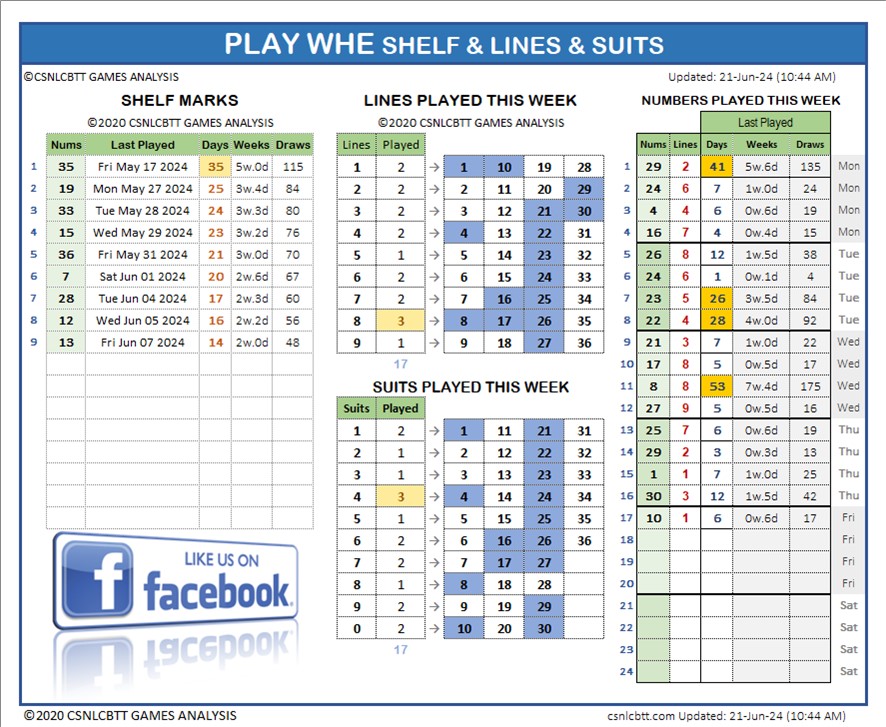 PLAY WHE SHELF & LINES & SUITS
©CSNLCBTT GAMES ANALYSIS
Updated: 21-Jun-24 (10:44 AM)
SHELF MARKS
©2020 CSNLCBTT GAMES ANALYSIS
Nums Last Played Days Weeks Draws
1 35 Fri May 17 2024 35 5w.0d 115
2 19 Mon May 27 2024 25 3w.4d 84
3 33 Tue May 28 2024 24 3w.3d 80
4 15 Wed May 29 2024 23 3w.2d 76
5 36 Fri May 31 2024 21 3w.0d 70
6 7 Sat Jun 01 2024 20 2w.6d 67
7 28 Tue Jun 04 2024 17 2w.3d 60
8 12 Wed Jun 05 2024 16 2w.2d 56
9 13 Fri Jun 07 2024 14 2w.0d 48
LIKE US ON
facebook.
LINES PLAYED THIS WEEK
©2020 CSNLCBTT GAMES ANALYSIS
Lines Played
1 2 → 1 10 19 28
2 2 → 2 11 20 29
3 2 → 3 12 21 30
4 2 → 4 13 22 31
5 1 → 5 14 23 32
6 2 → 6 15 24 33
7 2 → 7 16 25 34
8 3 → 8 17 26 35
9 1 → 9 18 27 36
17
SUITS PLAYED THIS WEEK
Suits Played
1 2 → 1 11 21 31
2 1 → 2 12 22 32
3 1 → 3 13 23 33
4 3 → 4 14 24 34
5 1 → 5 15 25 35
6 2 → 6 16 26 36
7 2 → 7 17 27
8 1 → 8 18 28
9 2 → 9 19 29
0 2 → 10 20 30
17
NUMBERS PLAYED THIS WEEK
Last Played
Nums Lines Days Weeks Draws
1 29 2 41 5w.6d 135 Mon
2 24 6 7 1w.0d 24 Mon
3 4 4 6 0w.6d 19 Mon
4 16 7 4 0w.4d 15 Mon
5 26 8 12 1w.5d 38 Tue
6 24 6 1 0w.1d 4 Tue
7 23 5 26 3w.5d 84 Tue
8 22 4 28 4w.0d 92 Tue
9 21 3 7 1w.0d 22 Wed
10 17 8 5 0w.5d 17 Wed
11 8 8 53 7w.4d 175 Wed
12 27 9 5 0w.5d 16 Wed
13 25 7 6 0w.6d 19 Thu
14 29 2 3 0w.3d 13 Thu
15 1 1 7 1w.0d 25 Thu
16 30 3 12 1w.5d 42 Thu
17 10 1 6 0w.6d 17 Fri
18 Fri
19 Fri
20 Fri
21 Sat
22 Sat
23 Sat
24 Sat
©2020 CSNLCBTT GAMES ANALYSIS
csnlcbtt.com Updated: 21-Jun-24 (10:44 AM)